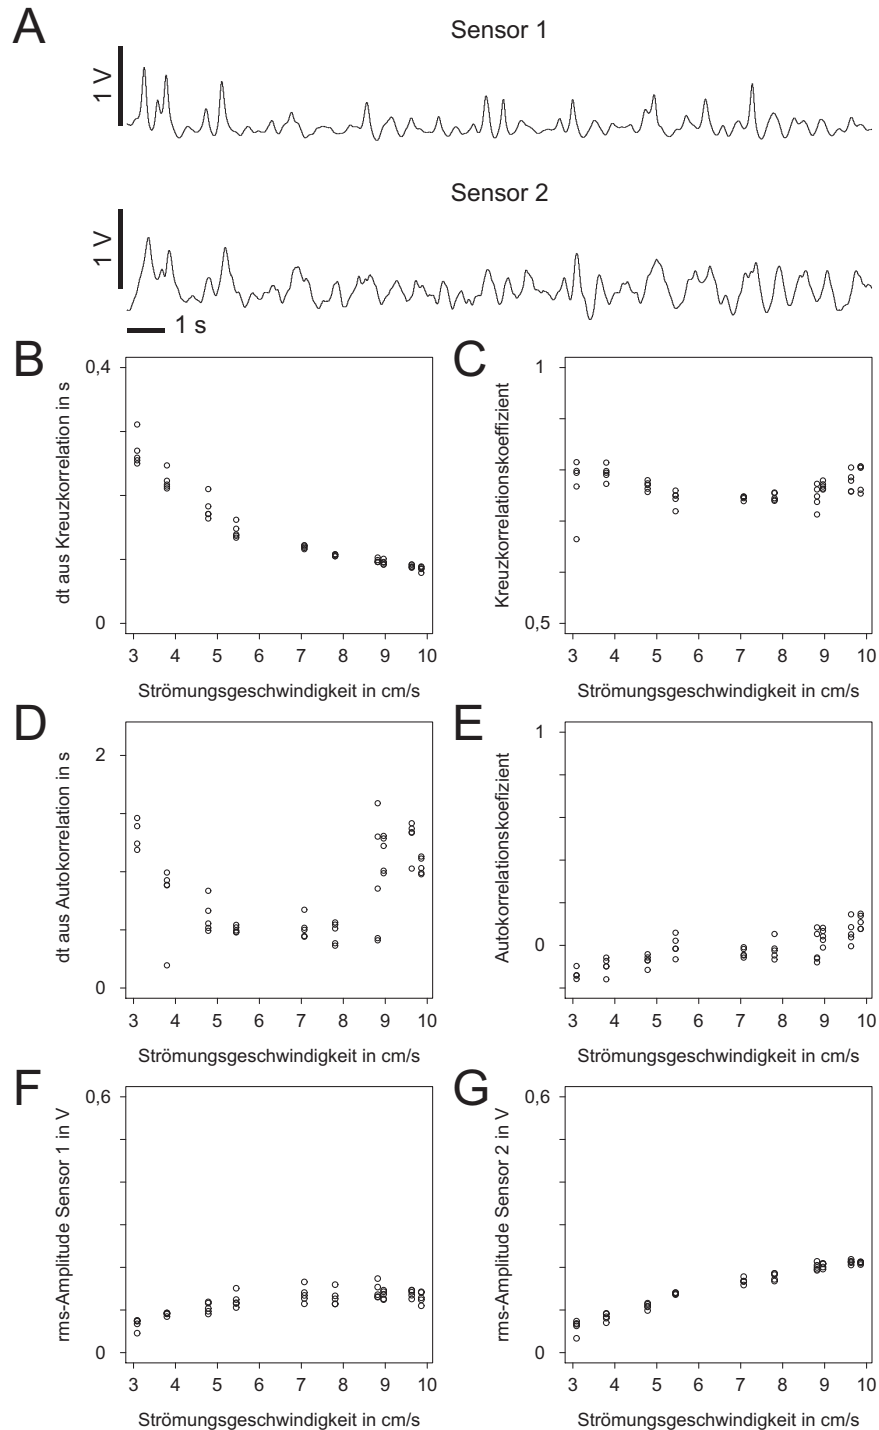 A
Sensor 1
1 V
Sensor 2
1 V
1 s
B
dt aus Kreuzkorrelation in s
0,4
0
3 4 5 6 7 8 9 10
Strömungsgeschwindigkeit in cm/s
C
Kreuzkorrelationskoeffizient
1
0,5
3 4 5 6 7 8 9 10
Strömungsgeschwindigkeit in cm/s
D
dt aus Autokorrelation in s
2
1
0
3 4 5 6 7 8 9 10
Strömungsgeschwindigkeit in cm/s
E
Autokorrelationskoefizient
1
0
3 4 5 6 7 8 9 10
Strömungsgeschwindigkeit in cm/s
F
rms-Amplitude Sensor 1 in V
0,6
0
3 4 5 6 7 8 9 10
Strömungsgeschwindigkeit in cm/s
G
rms-Amplitude Sensor 2 in V
0,6
0
3 4 5 6 7 8 9 10
Strömungsgeschwindigkeit in cm/s